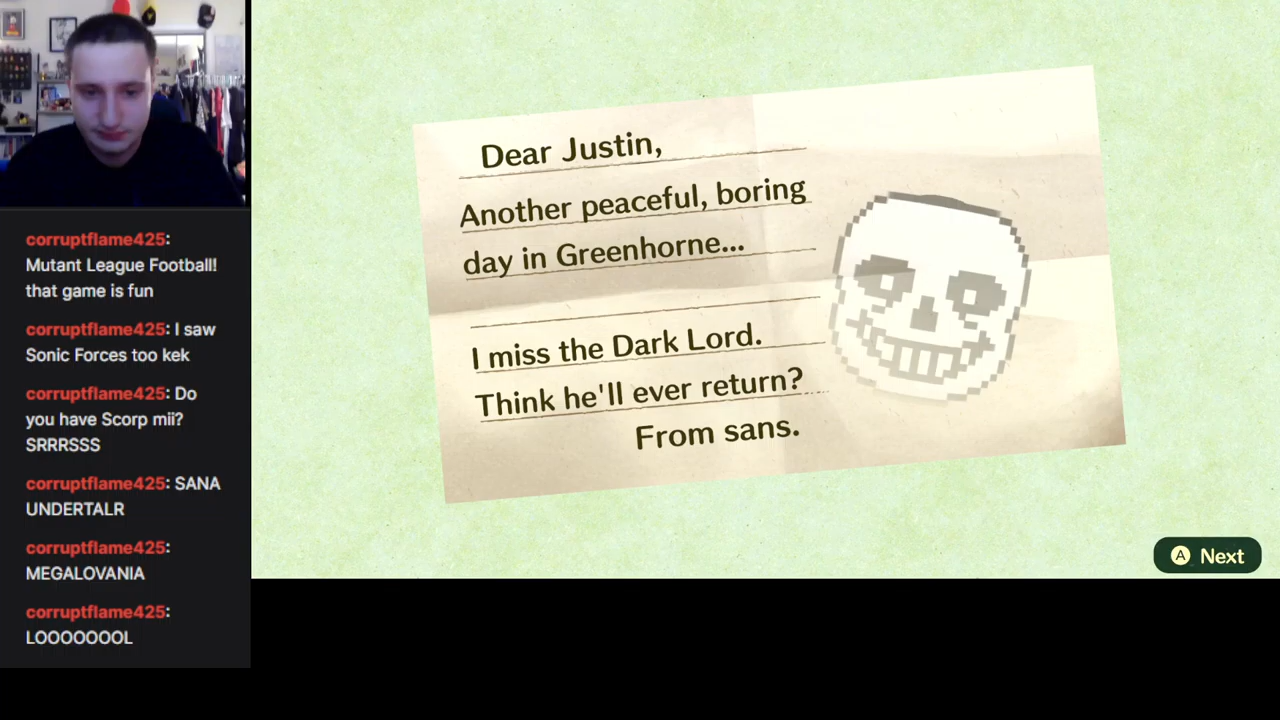 corruptflame425:
Mutant League Football!
that game is fun
corruptflame425: I saw
Sonic Forces too kek
corruptflame425: Do
you have Scorp mii?
SRRRSSS
corruptflame425: SANA
UNDERTALR
corruptflame425:
MEGALOVANIA
corruptflame425:
LOOOOOOOL
Dear Justin,
Another peaceful, boring
day in Greenhorne...
I miss the Dark Lord.
Think he'll ever return?
From sans.
A Next